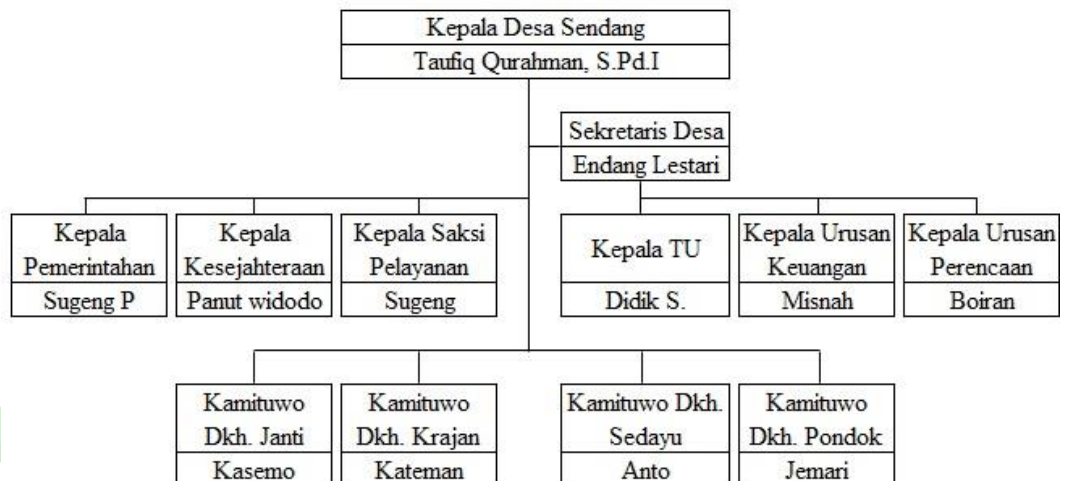 Kepala Desa Sendang
Taufiq Qurahman, S.Pd.I
Sekretaris Desa
Endang Lestari
Kepala
Pemerintahan
Sugeng P
Kepala
Kesejahteraan
Panut widodo
Kepala Saksi
Pelayanan
Sugeng
Kepala TU
Didik S.
Kepala Urusan
Keuangan
Misnah
Kepala Urusan
Perencaan
Boiran
Kamituwo
Dkh. Janti
Kasemo
Kamituwo
Dkh. Krajan
Kateman
Kamituwo Dkh.
Sedayu
Anto
Kamituwo
Dkh. Pondok
Jemari